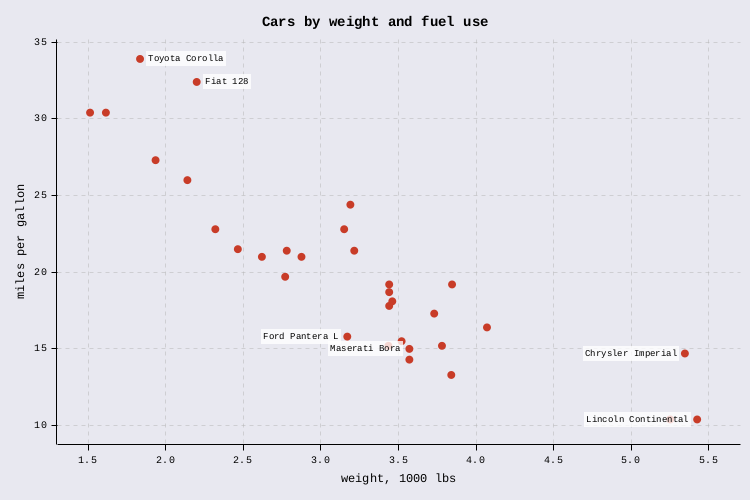 Cars by weight and fuel use
35
30
25
20
15
10
miles per gallon
Toyota Corolla
Fiat 128
Ford Pantera L
Maserati Bora
Chrysler Imperial
Lincoln Continental
1.5 2.0 2.5 3.0 3.5 4.0 4.5 5.0 5.5
weight, 1000 lbs